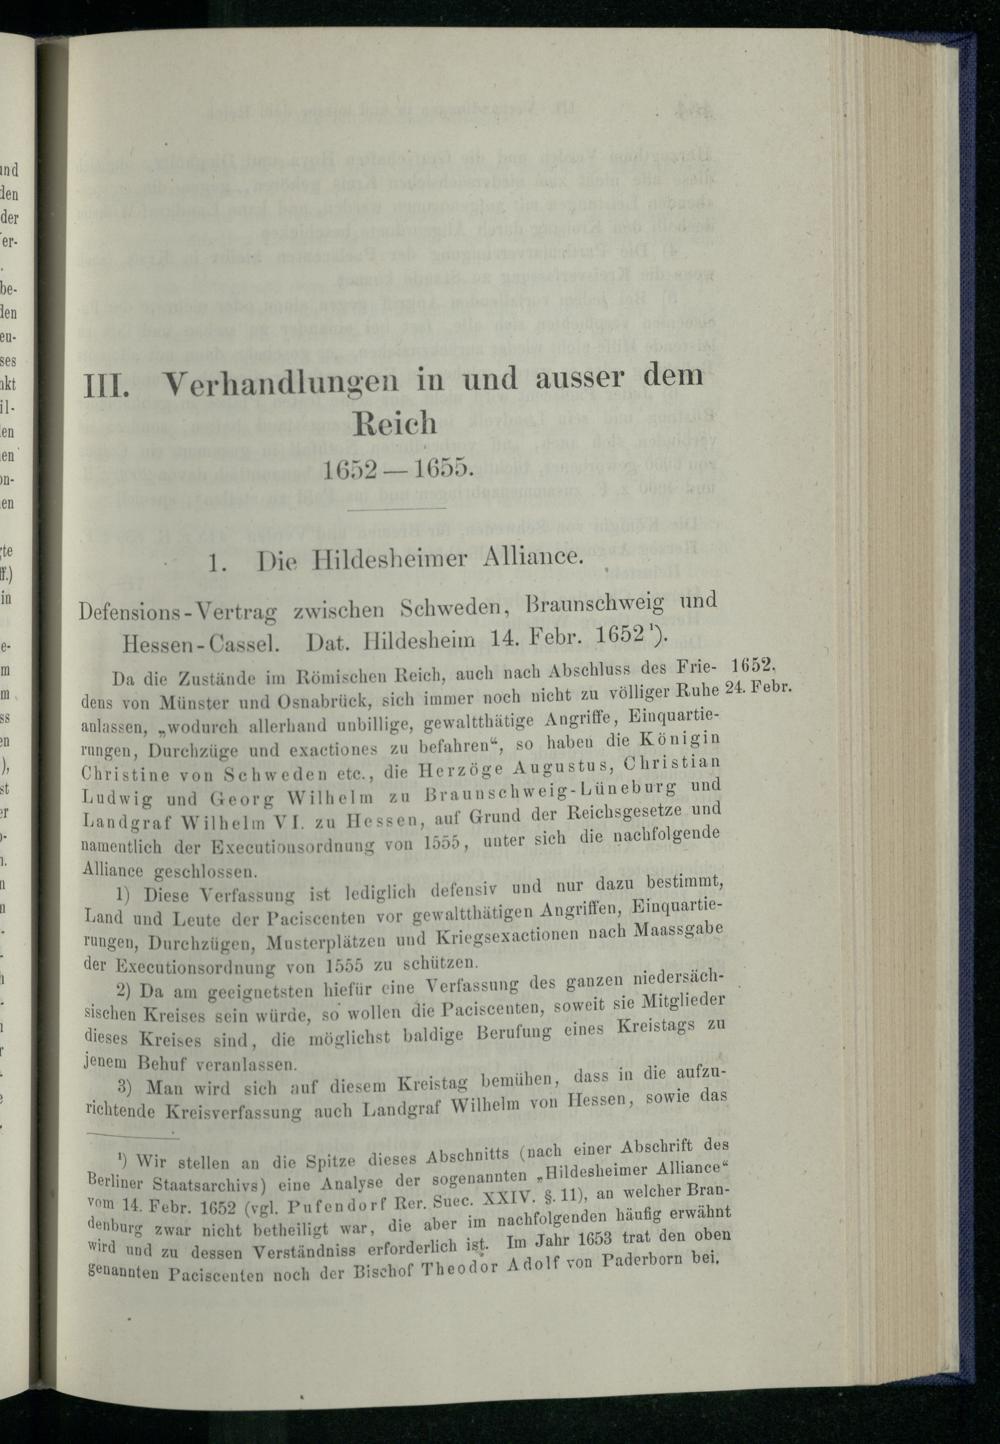 III. Verhandlungen in und ausser dem
Reich
1652 — 1655.
1. Die Hildesheimer Alliance.
Defensions-Vertrag zwischen Schweden, Braunschweig und
Hessen-Cassel. Dat. Hildesheim 14. Febr. 1652¹).
Da die Zustände im Römischen Reich, auch nach Abschluss des Frie- 1652.
dens von Münster und Osnabrück, sich immer noch nicht zu völliger Ruhe 24. Febr.
anlassen, „wodurch allerhand unbillige, gewaltthätige Angriffe, Einquartie-
rungen, Durchzüge und exactiones zu befahren“, so haben die Königin
Christine von Schweden etc., die Herzöge Augustus, Christian
Ludwig und Georg Wilhelm zu Braunschweig-Lüneburg und
Landgraf Wilhelm VI. zu Hessen, auf Grund der Reichsgesetze und
namentlich der Executionsordnung von 1555, unter sich die nachfolgende
Alliance geschlossen.
1) Diese Verfassung ist lediglich defensiv und nur dazu bestimmt,
Land und Leute der Paciscenten vor gewaltthätigen Angriffen, Einquartie-
rungen, Durchzügen, Musterplätzen und Kriegsexactionen nach Maassgabe
der Executionsordnung von 1555 zu schützen.
2) Da am geeignetsten hiefür eine Verfassung des ganzen niedersäch-
sischen Kreises sein würde, so wollen die Paciscenten, soweit sie Mitglieder
dieses Kreises sind, die möglichst baldige Berufung eines Kreistags zu
jenem Behuf veranlassen.
3) Man wird sich auf diesem Kreistag bemühen, dass in die aufzu-
richtende Kreisverfassung auch Landgraf Wilhelm von Hessen, sowie das
¹) Wir stellen an die Spitze dieses Abschnitts (nach einer Abschrift des
Berliner Staatsarchivs) eine Analyse der sogenannten „Hildesheimer Alliance“
vom 14. Febr. 1652 (vgl. Pufendorf Rer. Suec. XXIV. §. 11), an welcher Bran-
denburg zwar nicht betheiligt war, die aber im nachfolgenden häufig erwähnt
wird und zu dessen Verständniss erforderlich ist. Im Jahr 1653 trat den oben
genannten Paciscenten noch der Bischof Theodor Adolf von Paderborn bei.